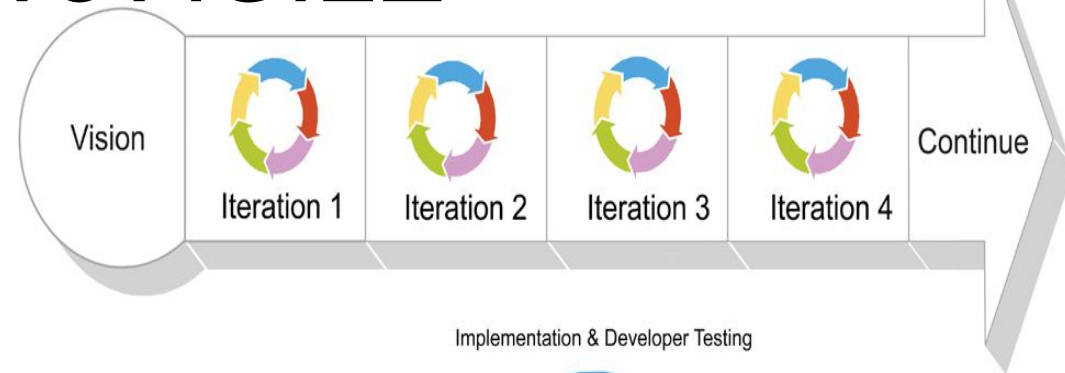 Vision
Iteration 1
Iteration 2
Iteration 3
Iteration 4
Continue
Implementation & Developer Testing